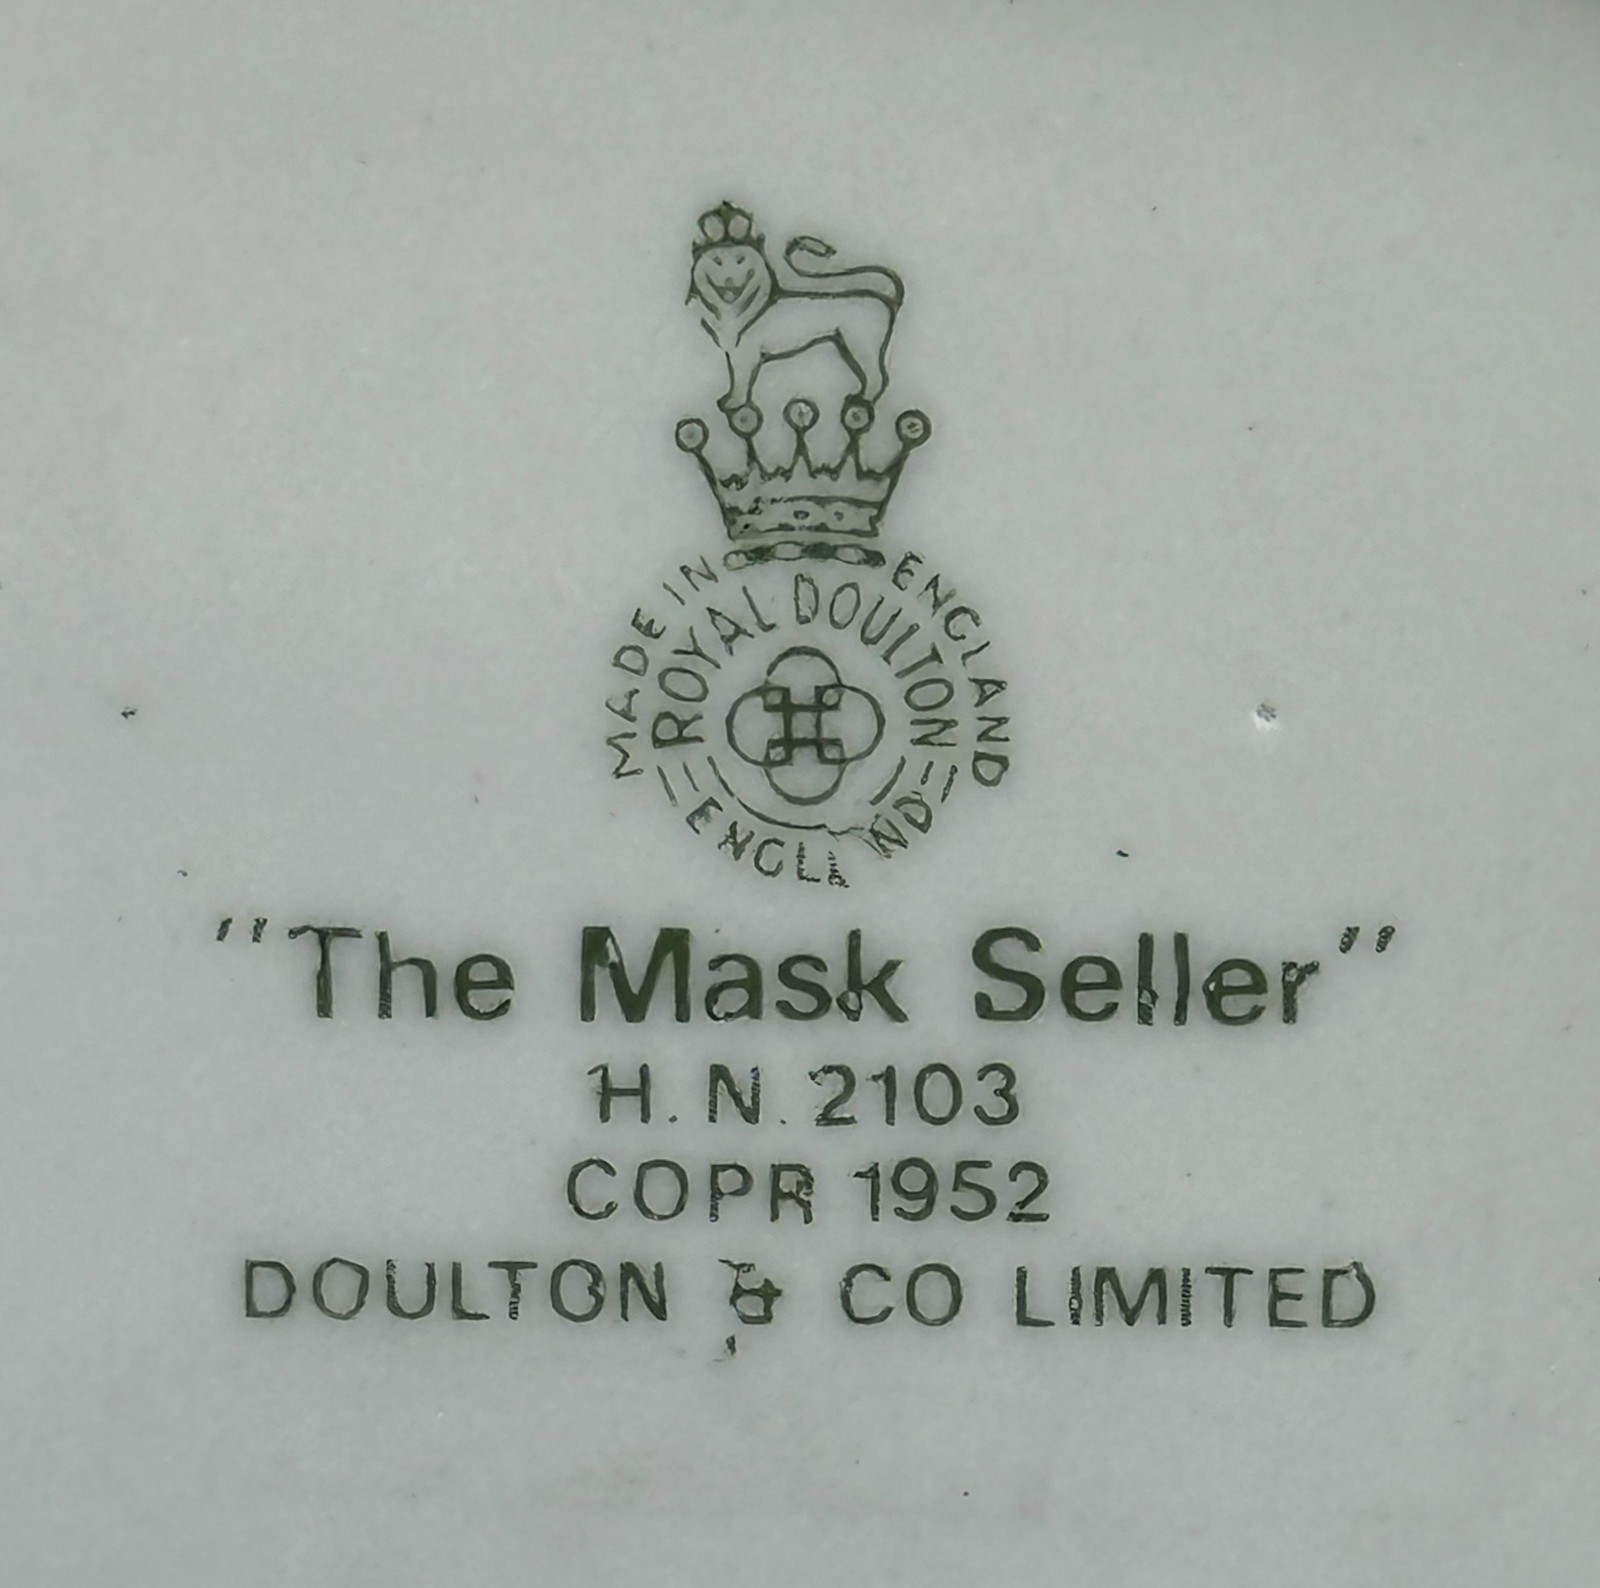 MADE IN ENGLAND
ROYAL DOULTON
ENGLAND
"The Mask Seller"
H.N. 2103
COPR 1952
DOULTON & CO LIMITED